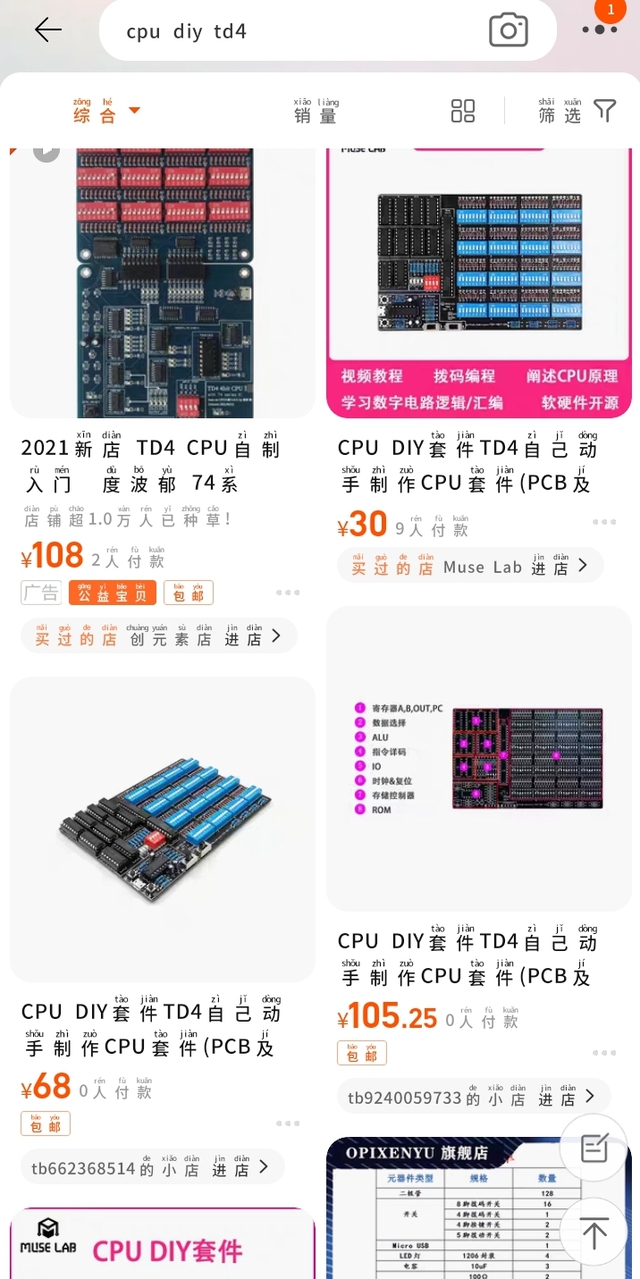 cpu diy td4
1
综合
销量
筛选
TD4 4bit CPU
2021新店 TD4 CPU自制
入门 度波郁 74系
店铺超1.0万人已种草!
¥108 2人付款
广告 公益宝贝 包邮
买过的店 创元素店 进店
MUSE LAB
视频教程 拨码编程 阐述CPU原理
学习数字电路逻辑/汇编 软硬件开源
CPU DIY套件TD4自己动
手制作CPU套件(PCB及
¥30 9人付款
买过的店 Muse Lab 进店
CPU DIY套件TD4自己动
手制作CPU套件(PCB及
¥68 0人付款
包邮
tb662368514的小店 进店
1 寄存器A,B,OUT,PC
2 数据选择
3 ALU
4 指令译码
5 IO
6 时钟&复位
7 存储控制器
8 ROM
CPU DIY套件TD4自己动
手制作CPU套件(PCB及
¥105.25 0人付款
包邮
tb9240059733的小店 进店
MUSE LAB
CPU DIY套件
OPIXENYU 旗舰店
元器件类型 规格 数量
二极管 128
开关 8脚拨码开关 16
4脚拨码开关 1
4脚按键开关 2
5脚拨动开关 2
Micro USB 1
LED灯 1206封装 4
电容 10uF 3
100Ω 2